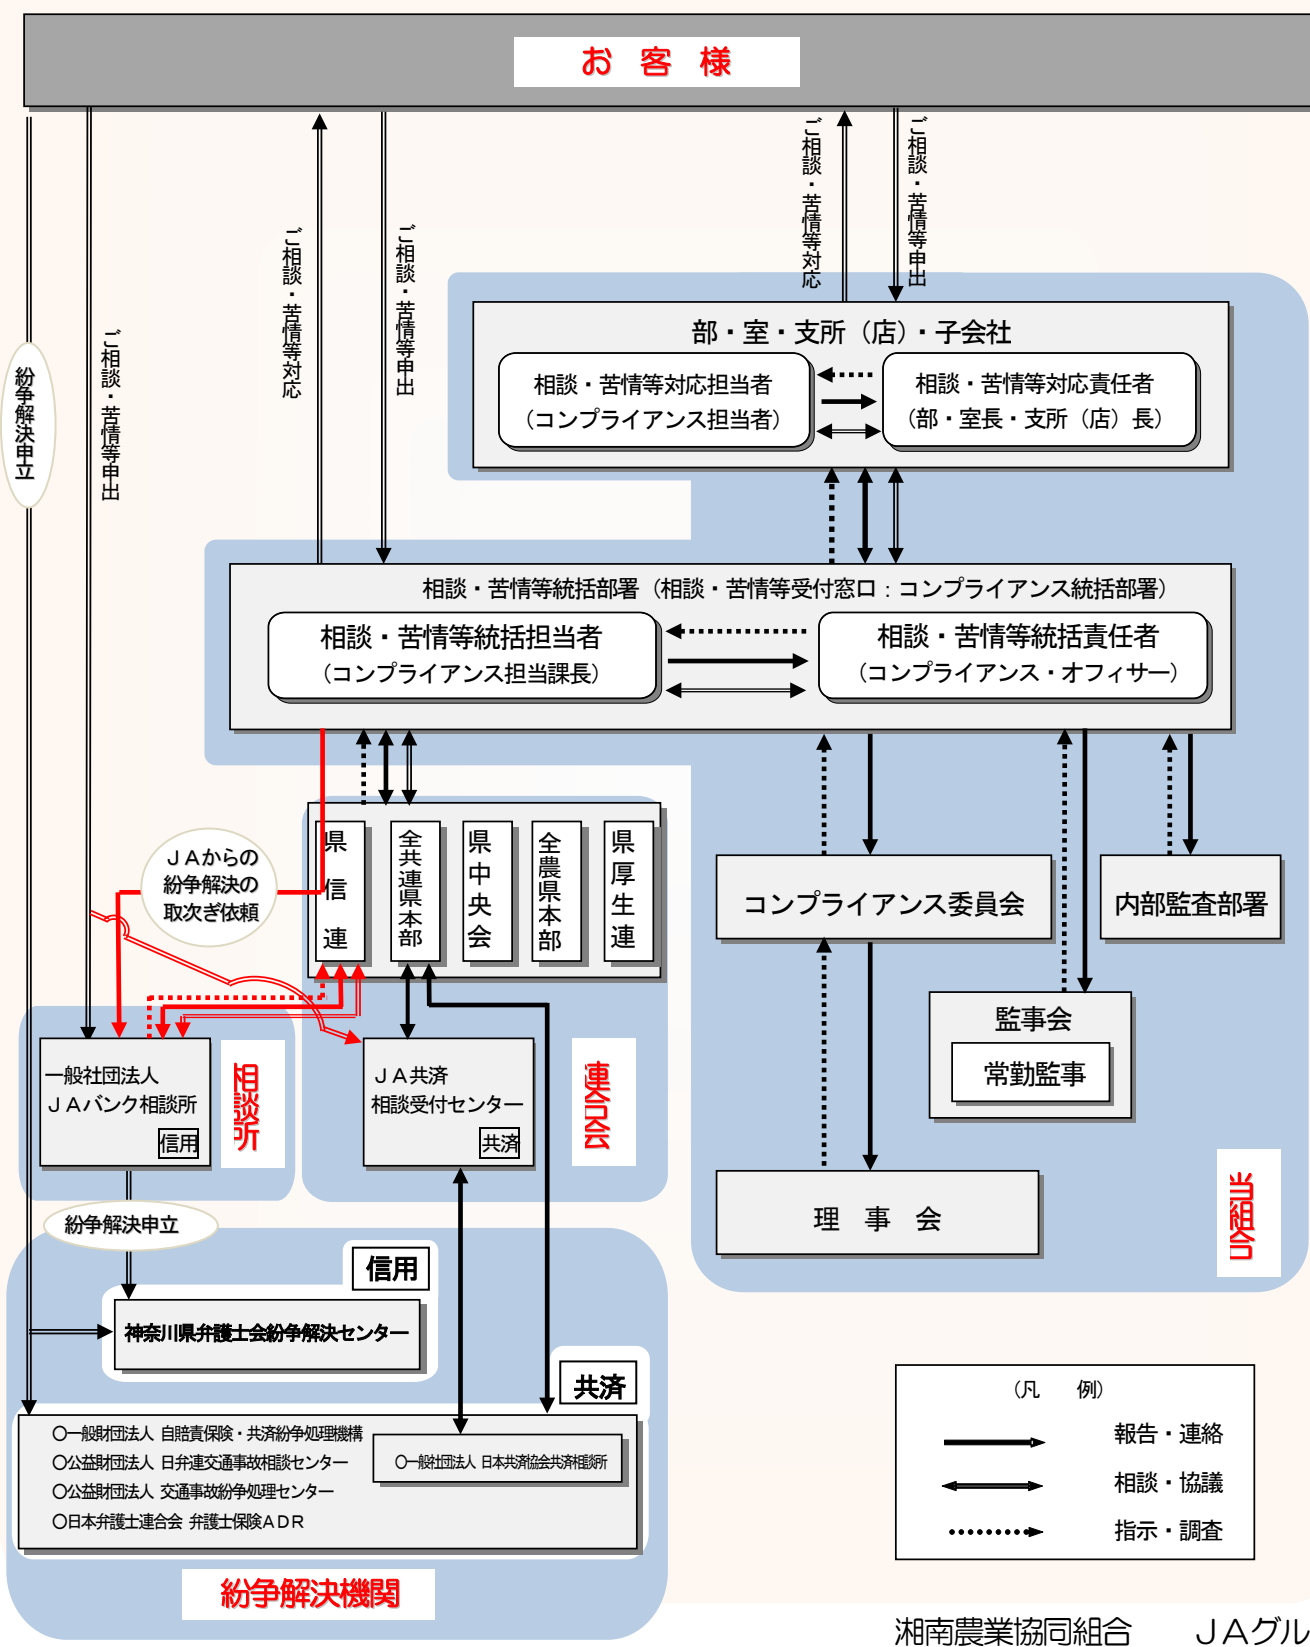 お 客 様
ご相談・苦情等対応
ご相談・苦情等申出
ご相談・苦情等対応
ご相談・苦情等申出
ご相談・苦情等申出
紛争解決申立
部・室・支所（店）・子会社
相談・苦情等対応担当者
（コンプライアンス担当者）
相談・苦情等対応責任者
（部・室長・支所（店）長）
相談・苦情等統括部署（相談・苦情等受付窓口：コンプライアンス統括部署）
相談・苦情等統括担当者
（コンプライアンス担当課長）
相談・苦情等統括責任者
（コンプライアンス・オフィサー）
ＪＡからの
紛争解決の
取次ぎ依頼
県信連
全共連県本部
県中央会
全農県本部
県厚生連
コンプライアンス委員会
内部監査部署
監事会
常勤監事
理 事 会
当組合
一般社団法人
ＪＡバンク相談所
信用
相談所
ＪＡ共済
相談受付センター
共済
連合会
紛争解決申立
信用
神奈川県弁護士会紛争解決センター
共済
〇一般財団法人 自賠責保険・共済紛争処理機構
〇公益財団法人 日弁連交通事故相談センター
〇公益財団法人 交通事故紛争処理センター
〇日本弁護士連合会 弁護士保険ＡＤＲ
〇一般社団法人 日本共済協会共済相談所
紛争解決機関
（凡 例）
報告・連絡
相談・協議
指示・調査
湘南農業協同組合 ＪＡグル